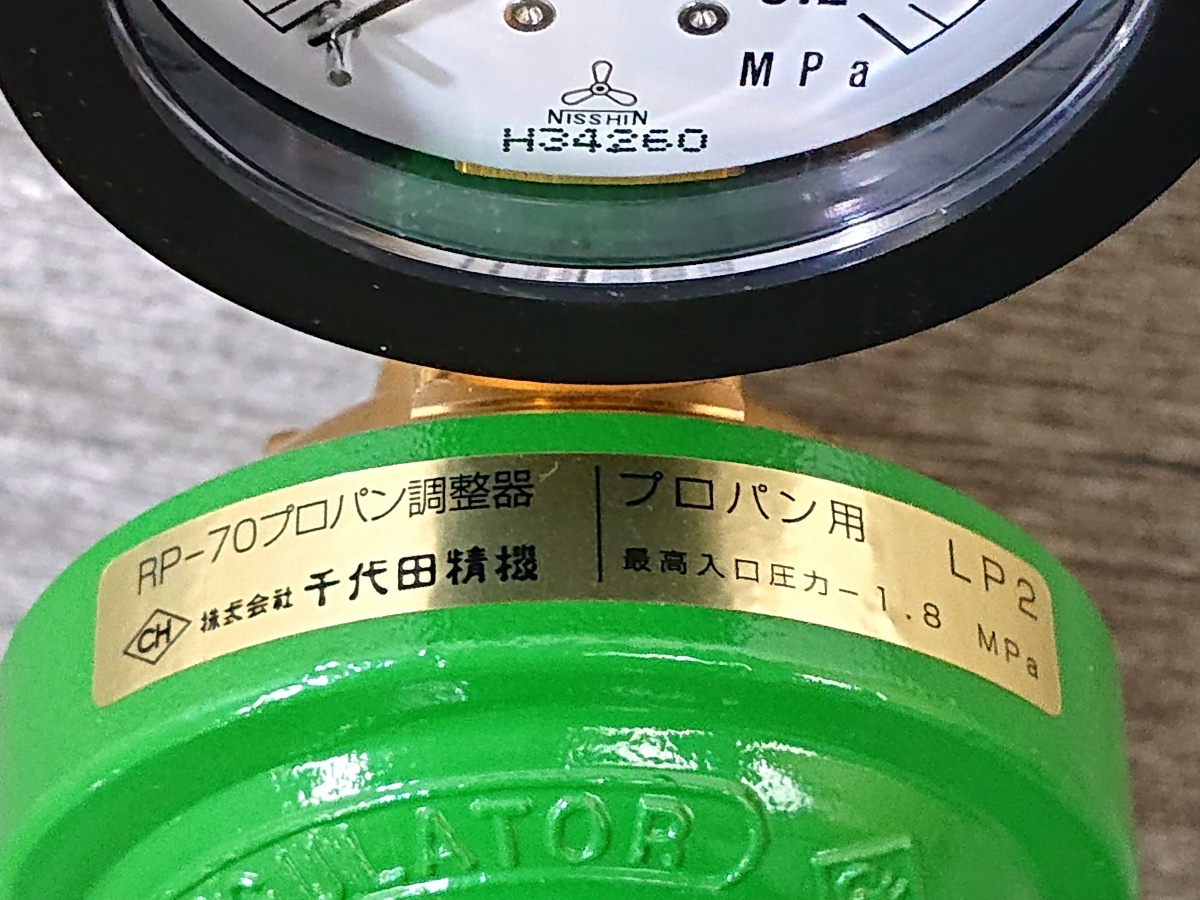 MPa
NISSHIN
H34260
RP-70プロパン調整器
CH 株式会社 千代田精機
プロパン用 LP2
最高入口圧力-1.8 MPa
ULATOR